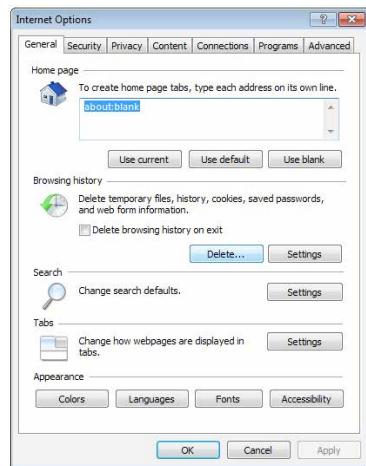 Internet Options
General Security Privacy Content Connections Programs Advanced
Home page
To create home page tabs, type each address on its own line.
about:blank
Use current Use default Use blank
Browsing history
Delete temporary files, history, cookies, saved passwords,
and web form information.
Delete browsing history on exit
Delete... Settings
Search
Change search defaults. Settings
Tabs
Change how webpages are displayed in
tabs.
Settings
Appearance
Colors Languages Fonts Accessibility
OK Cancel Apply